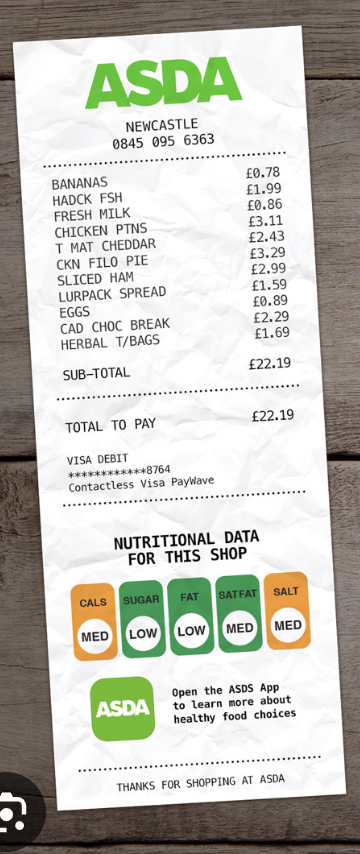 ASDA
NEWCASTLE
0845 095 6363
BANANAS £0.78
HADCK FSH £1.99
FRESH MILK £0.86
CHICKEN PTNS £3.11
T MAT CHEDDAR £2.43
CKN FILO PIE £3.29
SLICED HAM £2.99
LURPACK SPREAD £1.59
EGGS £0.89
CAD CHOC BREAK £2.29
HERBAL T/BAGS £1.69
SUB-TOTAL £22.19
TOTAL TO PAY £22.19
VISA DEBIT
************8764
Contactless Visa PayWave
NUTRITIONAL DATA
FOR THIS SHOP
CALS SUGAR FAT SATFAT SALT
MED LOW LOW MED MED
ASDA
Open the ASDS App
to learn more about
healthy food choices
THANKS FOR SHOPPING AT ASDA